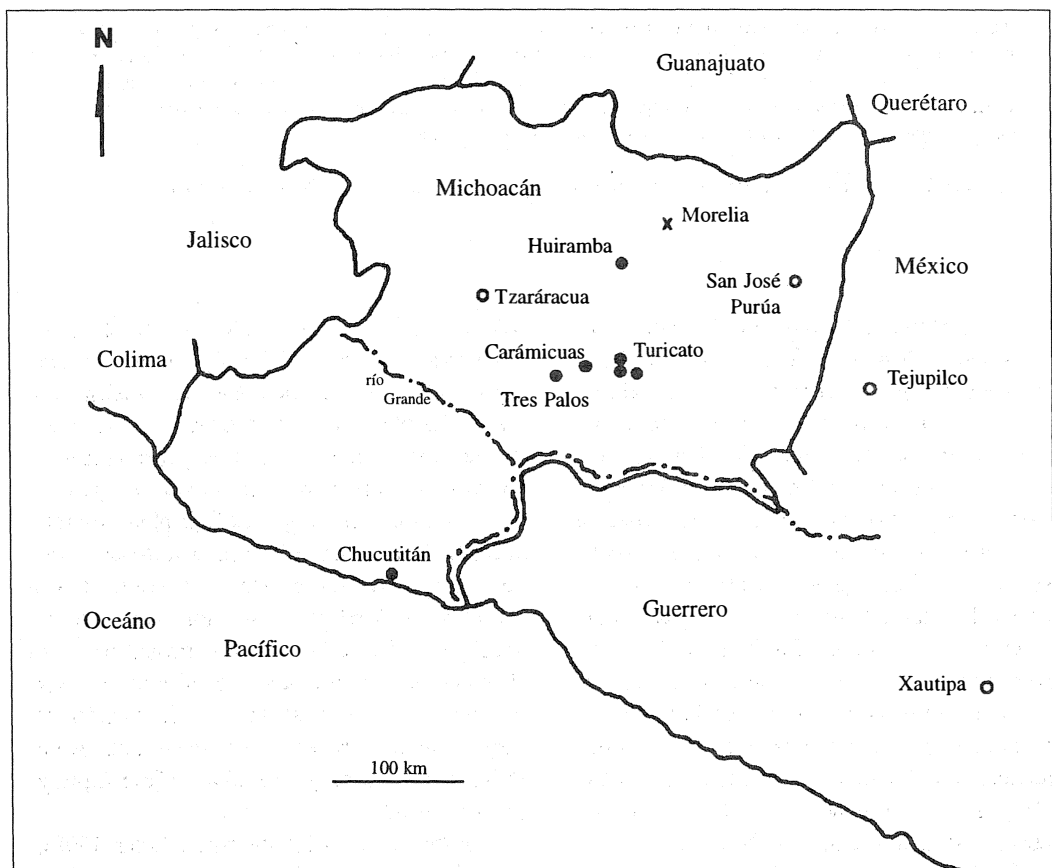 N
Guanajuato
Querétaro
Michoacán
Morelia
Jalisco
Huiramba
México
San José
Purúa
Tzaráracua
Colima
Carámicuas
Turicato
Tejupilco
río
Grande
Tres Palos
Chucutitán
Guerrero
Oceáno
Pacífico
Xautipa
100 km